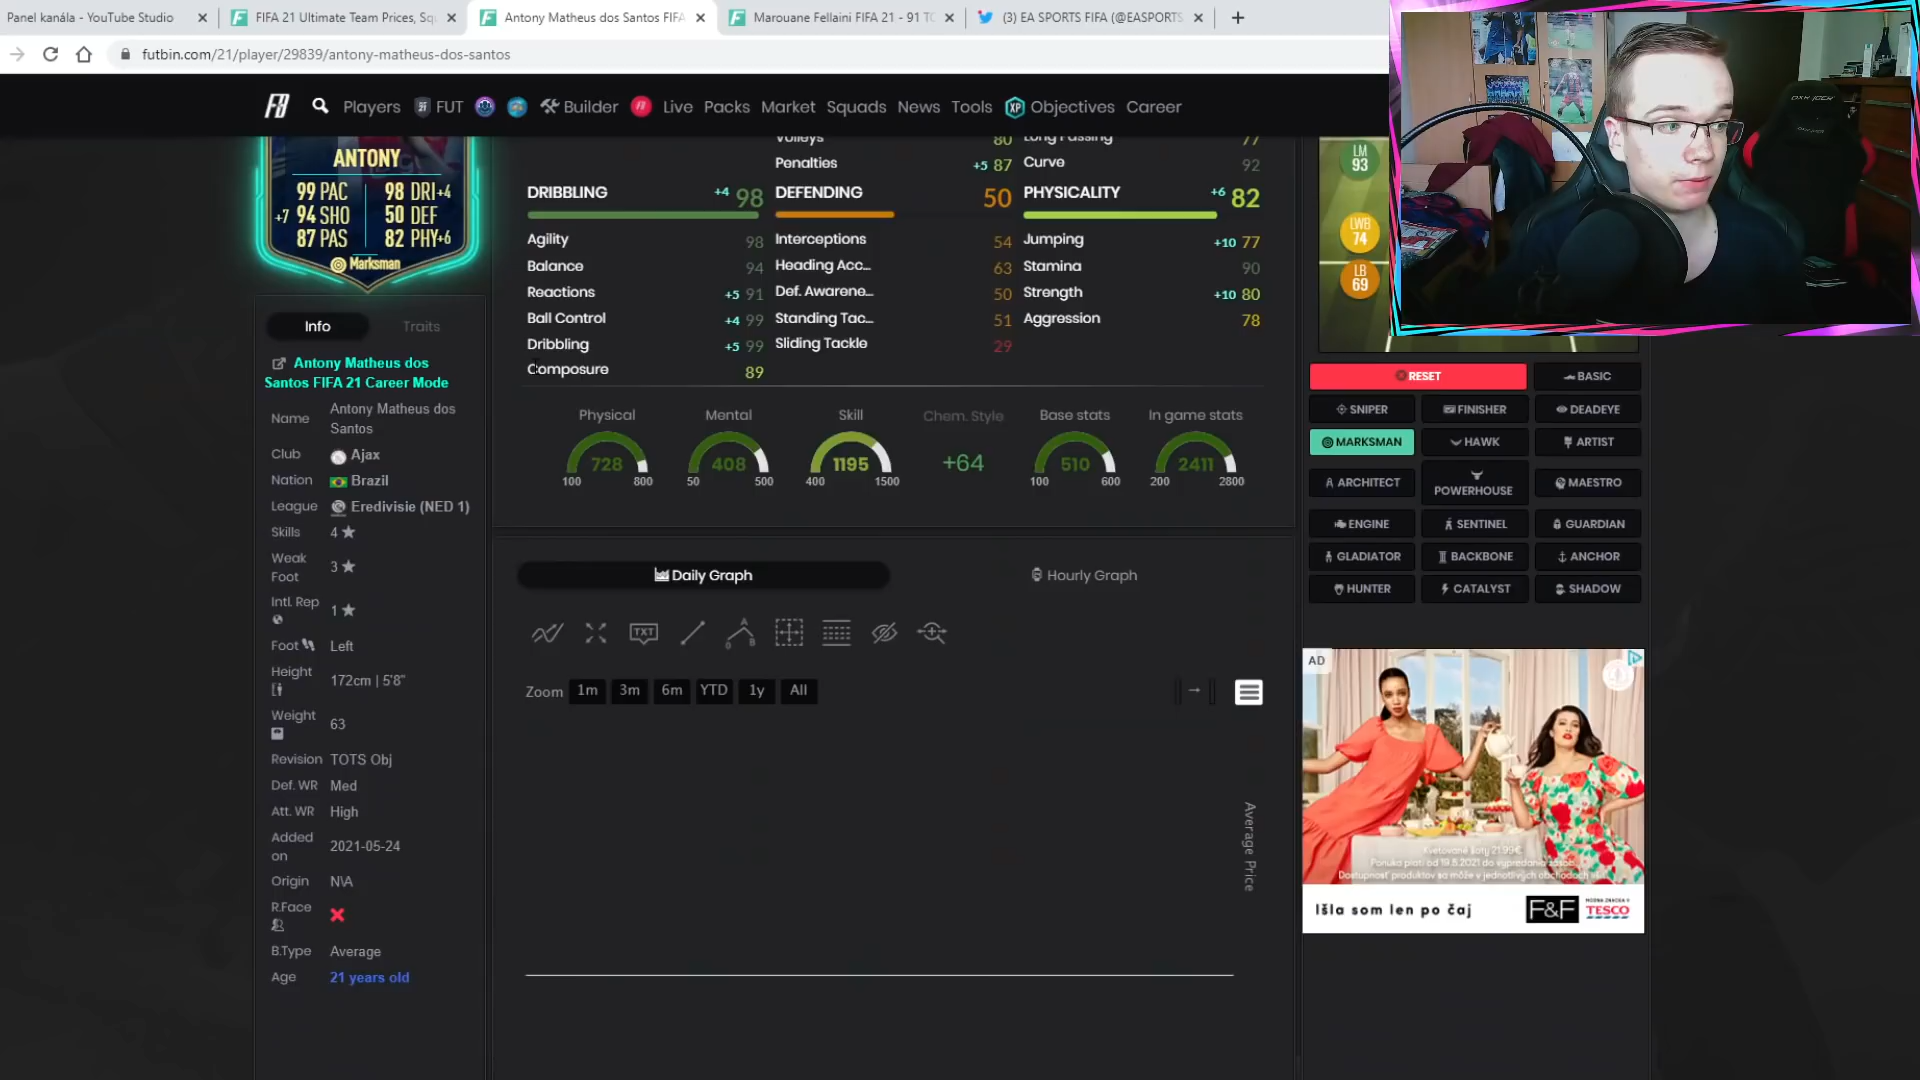 Panel kanála - YouTube Studio
FIFA 21 Ultimate Team Prices, Squ
Antony Matheus dos Santos FIFA
Marouane Fellaini FIFA 21 - 91 TO
(3) EA SPORTS FIFA (@EASPORTS
futbin.com/21/player/29839/antony-matheus-dos-santos
Players FUT Builder Live Packs Market Squads News Tools XP Objectives Career
ANTONY
99 PAC 98 DRI+4
+7 94 SHO 50 DEF
87 PAS 82 PHY+6
Marksman
Info Traits
Antony Matheus dos
Santos FIFA 21 Career Mode
Name Antony Matheus dos
Santos
Club Ajax
Nation Brazil
League Eredivisie (NED 1)
Skills 4
Weak
Foot 3
Intl. Rep 1
Foot Left
Height 172cm | 5'8"
Weight 63
Revision TOTS Obj
Def. WR Med
Att. WR High
Added
on 2021-05-24
Origin N\A
R.Face
B.Type Average
Age 21 years old
Volleys 80
Penalties +5 87
Long Passing 77
Curve 92
DRIBBLING +4 98
Agility 98
Balance 94
Reactions +5 91
Ball Control +4 99
Dribbling +5 99
Composure 89
DEFENDING 50
Interceptions 54
Heading Acc... 63
Def. Awarene... 50
Standing Tac... 51
Sliding Tackle 29
PHYSICALITY +6 82
Jumping +10 77
Stamina 90
Strength +10 80
Aggression 78
Physical Mental Skill Chem. Style Base stats In game stats
728 408 1195 +64 510 2411
100 800 50 500 400 1500 100 600 200 2800
Daily Graph Hourly Graph
TXT
Zoom 1m 3m 6m YTD 1y All →
Average Price
LM
93
LWB
74
LB
69
RESET BASIC
SNIPER FINISHER DEADEYE
MARKSMAN HAWK ARTIST
ARCHITECT POWERHOUSE MAESTRO
ENGINE SENTINEL GUARDIAN
GLADIATOR BACKBONE ANCHOR
HUNTER CATALYST SHADOW
AD
Kvetované šaty 21,99€
Išla som len po čaj
F&F
TESCO